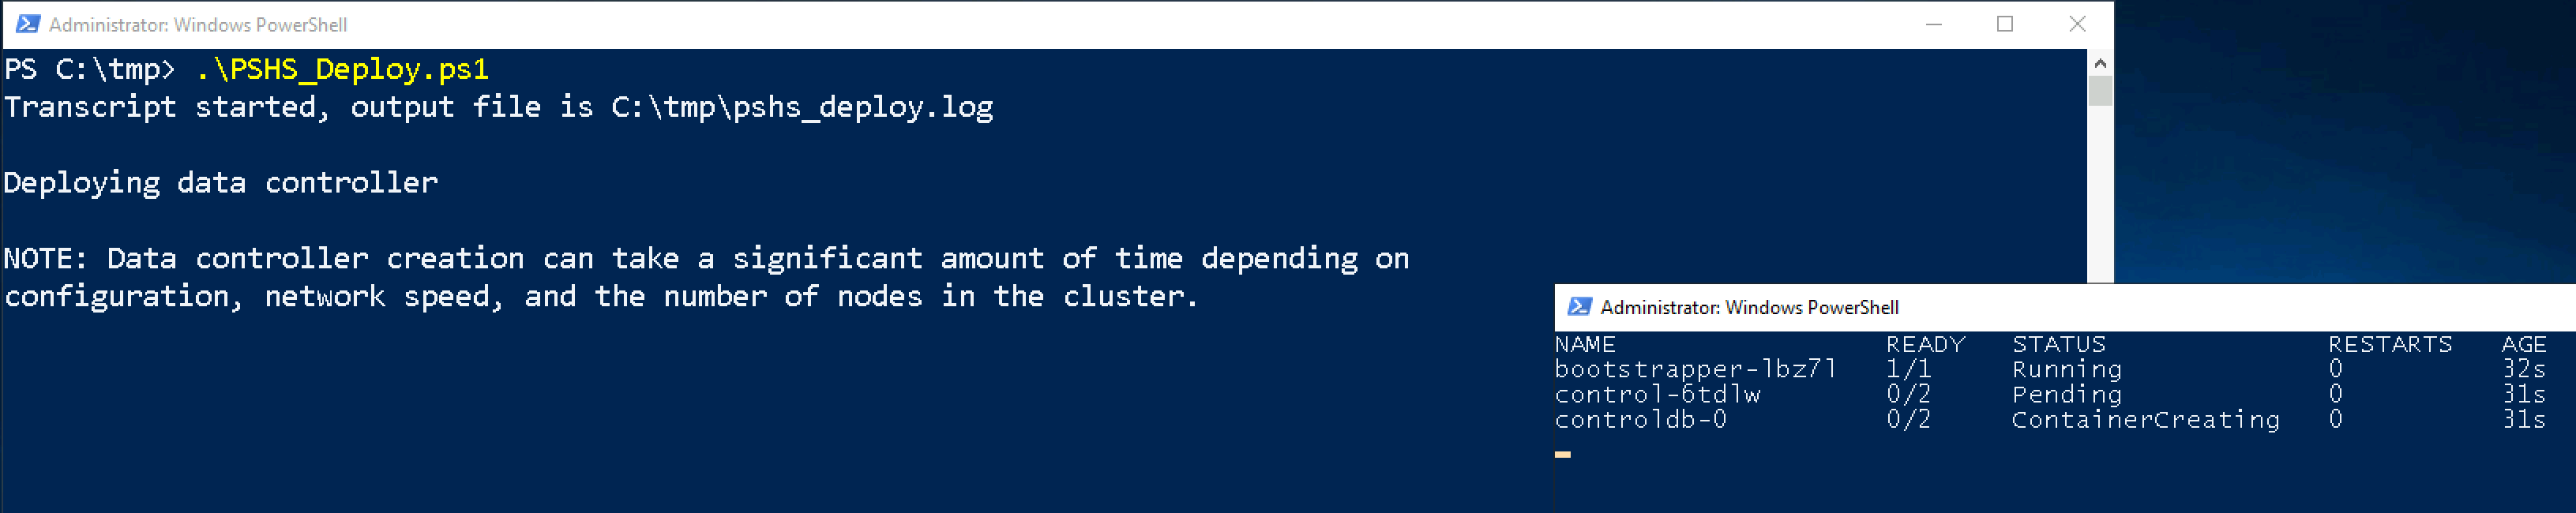 Administrator: Windows PowerShell
PS C:\tmp> .\PSHS_Deploy.ps1
Transcript started, output file is C:\tmp\pshs_deploy.log
Deploying data controller
NOTE: Data controller creation can take a significant amount of time depending on
configuration, network speed, and the number of nodes in the cluster.
Administrator: Windows PowerShell
NAME READY STATUS RESTARTS AGE
bootstrapper-lbz7l 1/1 Running 0 32s
control-6tdlw 0/2 Pending 0 31s
controldb-0 0/2 ContainerCreating 0 31s